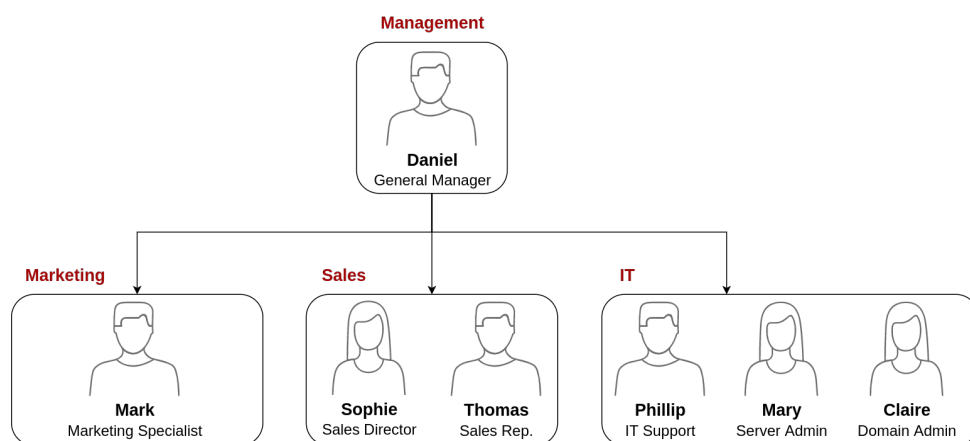 Management
Daniel
General Manager
Marketing
Sales
IT
Mark
Marketing Specialist
Sophie
Sales Director
Thomas
Sales Rep.
Phillip
IT Support
Mary
Server Admin
Claire
Domain Admin